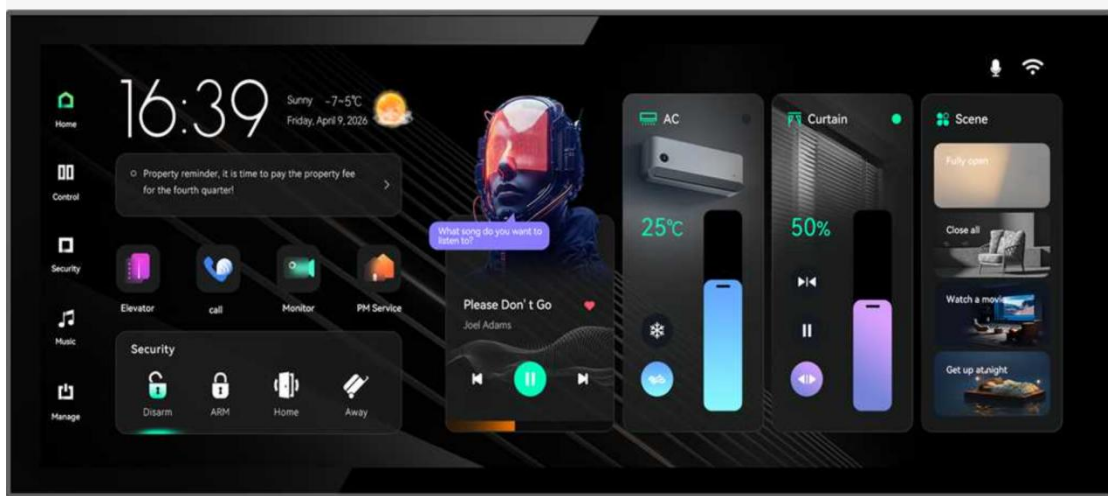 16:39
Sunny -7~5℃
Friday, April 9, 2026
Home
Control
Security
Music
Manage
Property reminder, it is time to pay the property fee
for the fourth quarter!
Elevator
call
Monitor
PM Service
Security
Disarm
ARM
Home
Away
What song do you want to
listen to?
Please Don't Go
Joel Adams
AC
25℃
Curtain
50%
Scene
Fully open
Close all
Watch a movie
Get up at night